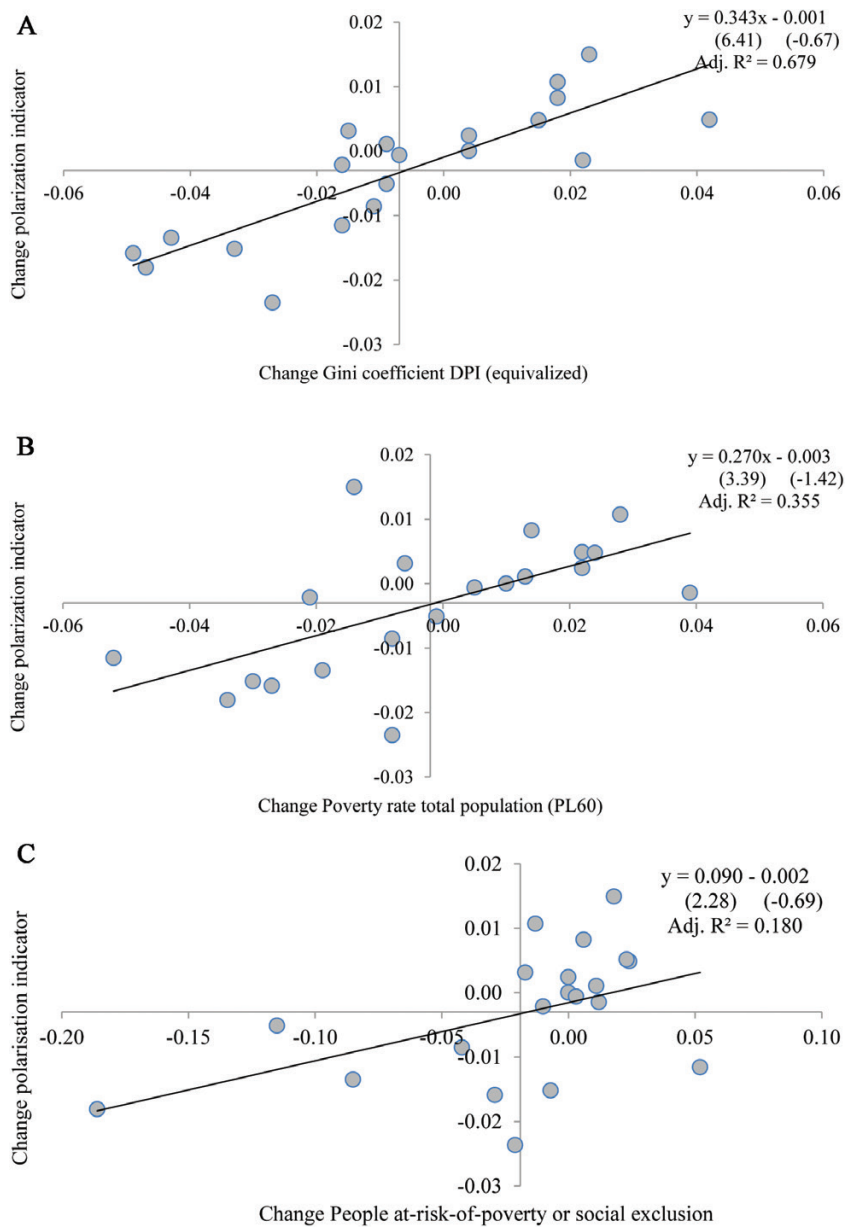 A
y = 0.343x - 0.001
(6.41) (-0.67)
Adj. R² = 0.679
0.02
0.01
0.00
-0.01
-0.02
-0.03
-0.06 -0.04 -0.02 0.00 0.02 0.04 0.06
Change polarization indicator
Change Gini coefficient DPI (equivalized)
B
y = 0.270x - 0.003
(3.39) (-1.42)
Adj. R² = 0.355
0.02
0.01
0.00
-0.01
-0.02
-0.03
-0.06 -0.04 -0.02 0.00 0.02 0.04 0.06
Change polarization indicator
Change Poverty rate total population (PL60)
C
y = 0.090 - 0.002
(2.28) (-0.69)
Adj. R² = 0.180
0.02
0.01
0.00
-0.01
-0.02
-0.03
-0.20 -0.15 -0.10 -0.05 0.00 0.05 0.10
Change polarisation indicator
Change People at-risk-of-poverty or social exclusion